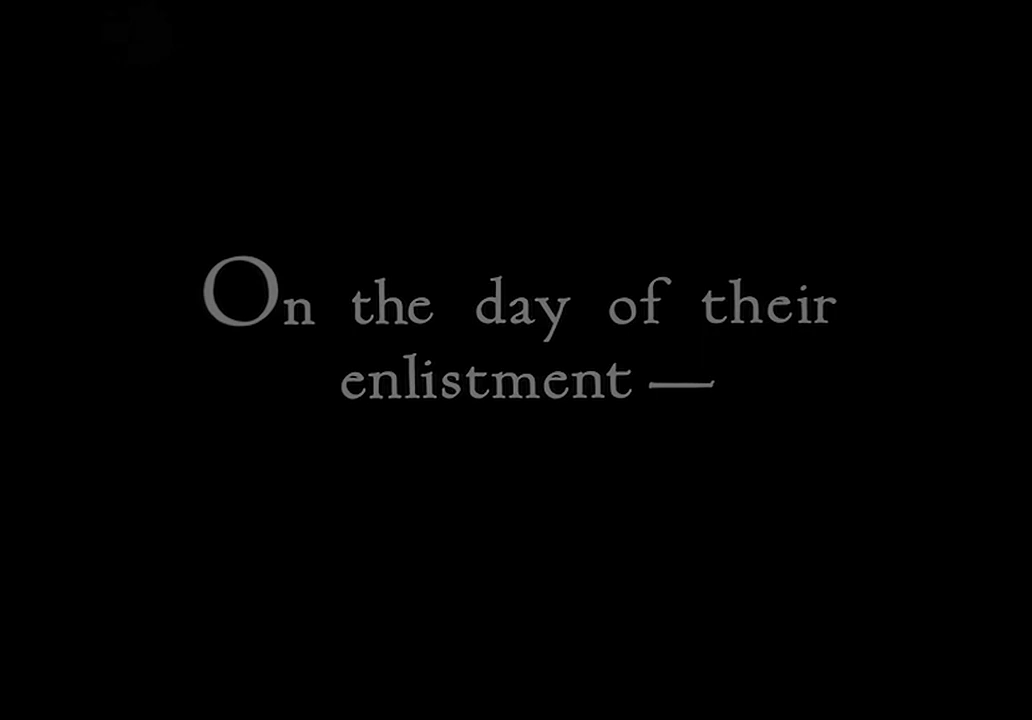 On the day of their
enlistment —